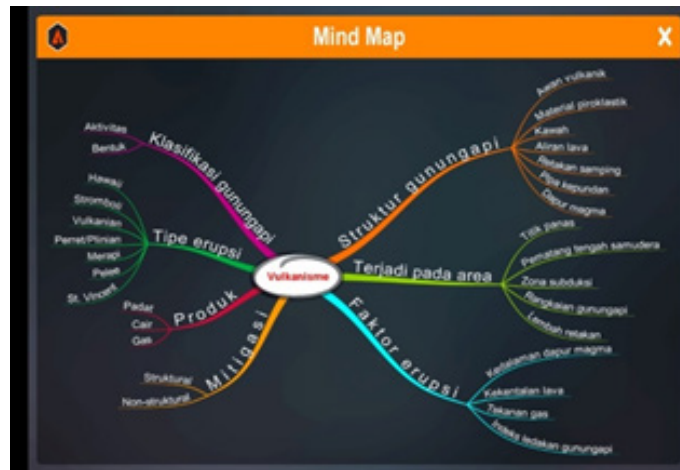 Mind Map
X
Klasifikasi gunungapi
Aktivitas
Bentuk
Tipe erupsi
Hawaii
Stromboli
Vulkanian
Perret/Plinian
Merapi
Pelee
St. Vincent
Produk
Padat
Cair
Gas
Mitigasi
Struktural
Non-struktural
Vulkanisme
Struktur gunungapi
Awan vulkanik
Material piroklastik
Kawah
Aliran lava
Retakan samping
Pipa kepundan
Dapur magma
Terjadi pada area
Titik panas
Pematang tengah samudera
Zona subduksi
Rangkaian gunungapi
Lembah retakan
Faktor erupsi
Kedalaman dapur magma
Kekentalan lava
Tekanan gas
Indeks ledakan gunungapi